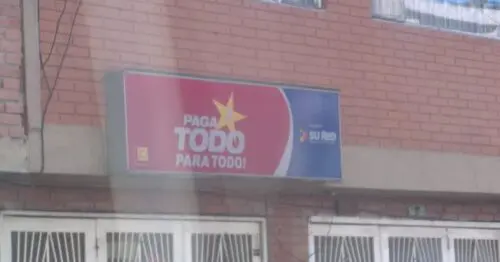 PAGA
TODO
PARA TODO!
SU RED